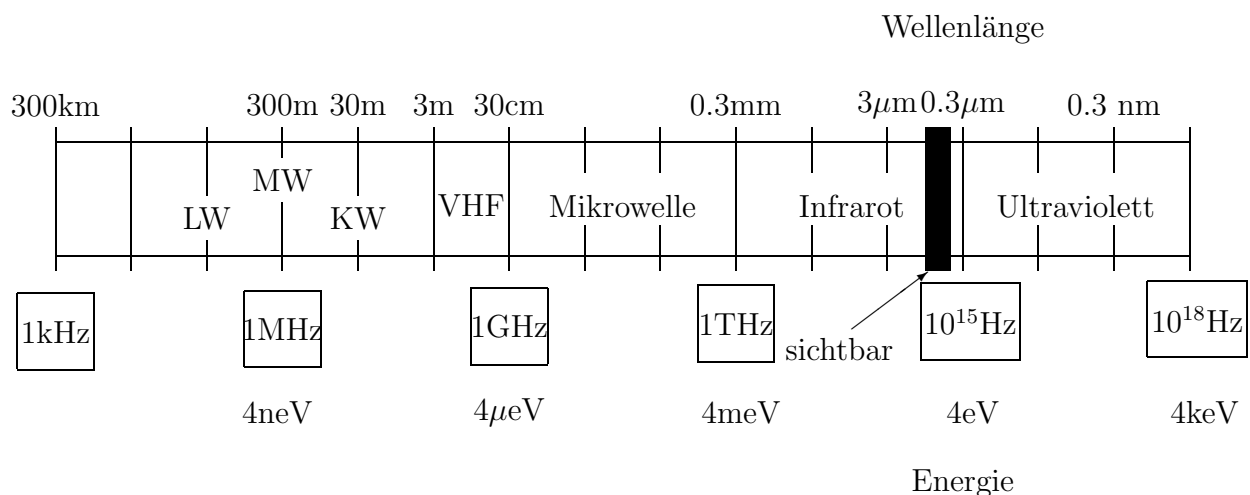 Wellenlänge
300km 300m 30m 3m 30cm 0.3mm 3μm 0.3μm 0.3 nm
MW
LW KW VHF Mikrowelle Infrarot Ultraviolett
1kHz 1MHz 1GHz 1THz 10¹⁵Hz 10¹⁸Hz
sichtbar
4neV 4μeV 4meV 4eV 4keV
Energie